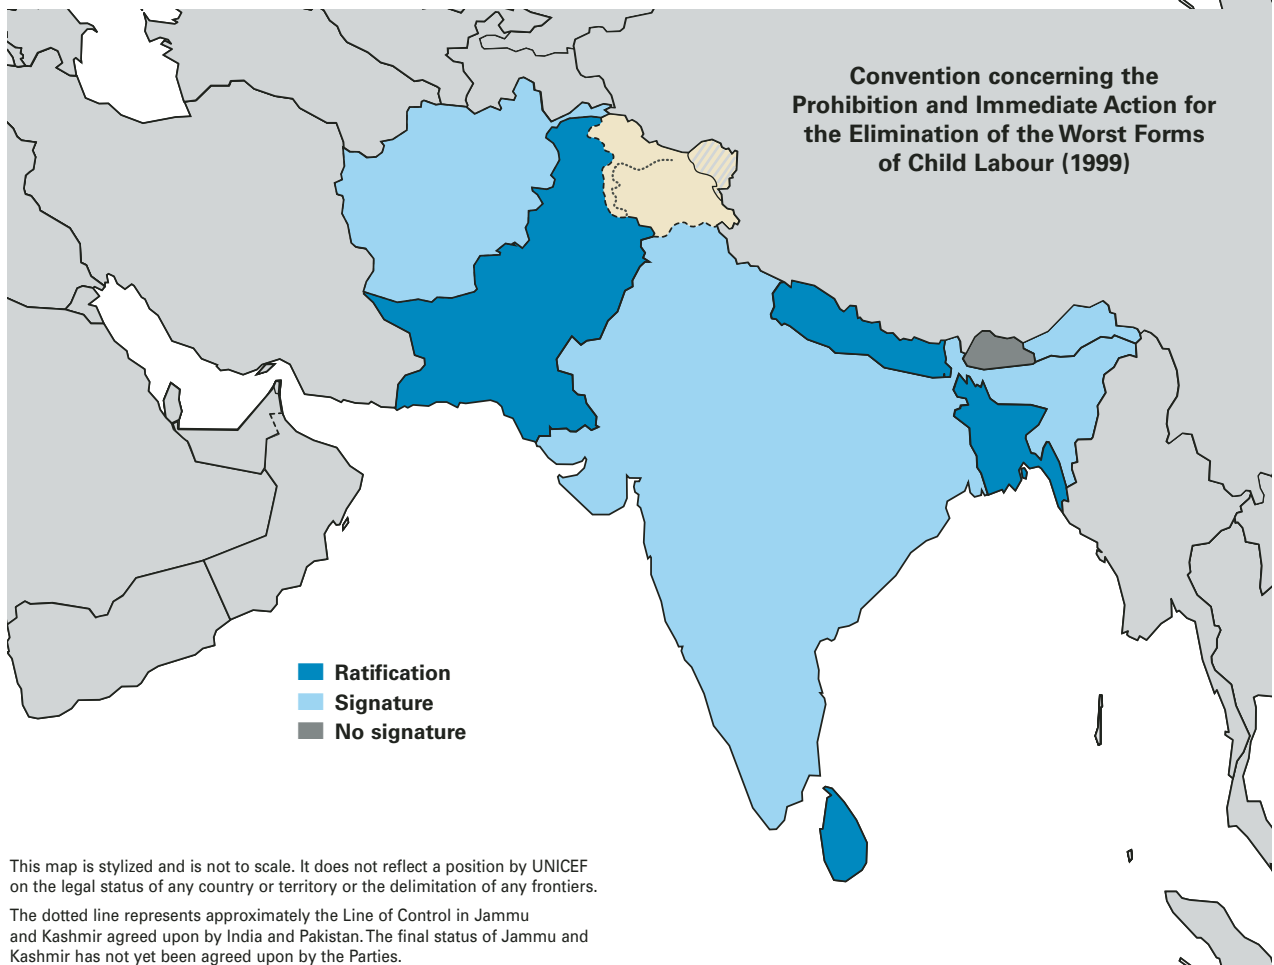 Convention concerning the
Prohibition and Immediate Action for
the Elimination of the Worst Forms
of Child Labour (1999)
Ratification
Signature
No signature
This map is stylized and is not to scale. It does not reflect a position by UNICEF
on the legal status of any country or territory or the delimitation of any frontiers.
The dotted line represents approximately the Line of Control in Jammu
and Kashmir agreed upon by India and Pakistan. The final status of Jammu and
Kashmir has not yet been agreed upon by the Parties.